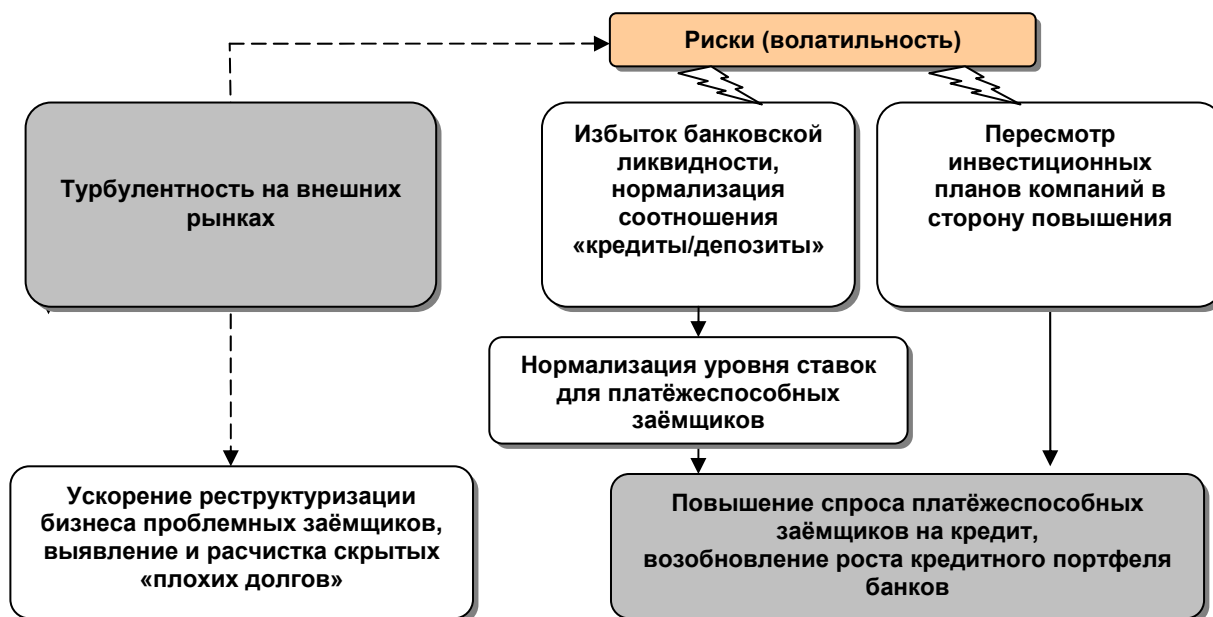 Риски (волатильность)
Турбулентность на внешних
рынках
Избыток банковской
ликвидности,
нормализация
соотношения
«кредиты/депозиты»
Пересмотр
инвестиционных
планов компаний в
сторону повышения
Нормализация уровня ставок
для платёжеспособных
заёмщиков
Ускорение реструктуризации
бизнеса проблемных заёмщиков,
выявление и расчистка скрытых
«плохих долгов»
Повышение спроса платёжеспособных
заёмщиков на кредит,
возобновление роста кредитного портфеля
банков